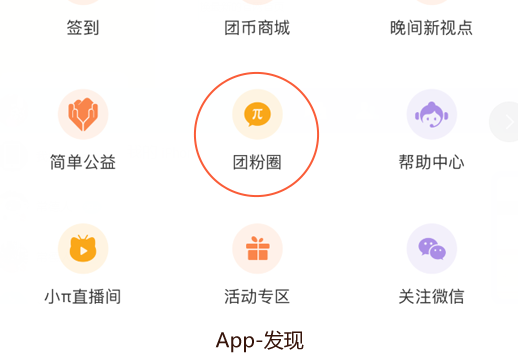 签到
团币商城
晚间新视点
π
简单公益
团粉圈
帮助中心
小π直播间
活动专区
关注微信
App-发现